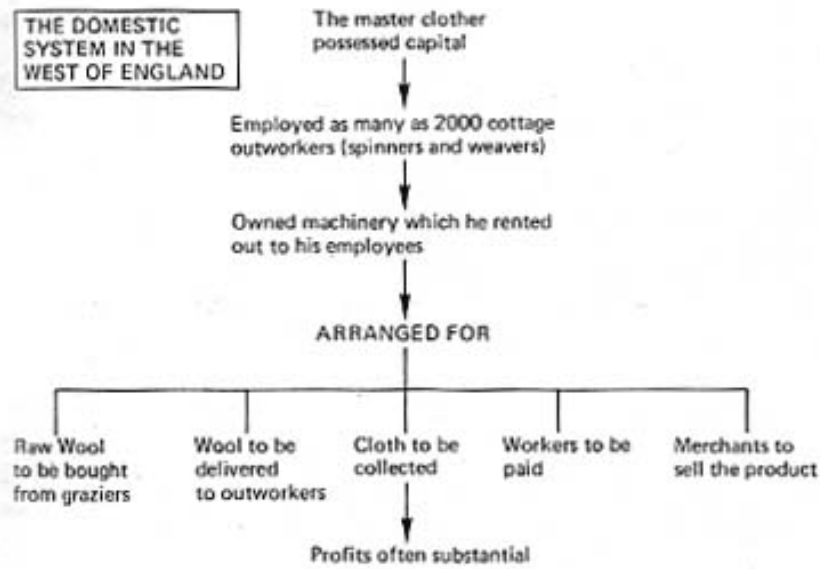 THE DOMESTIC
SYSTEM IN THE
WEST OF ENGLAND
The master clother
possessed capital
Employed as many as 2000 cottage
outworkers (spinners and weavers)
Owned machinery which he rented
out to his employees
ARRANGED FOR
Raw Wool
to be bought
from graziers
Wool to be
delivered
to outworkers
Cloth to be
collected
Workers to be
paid
Merchants to
sell the product
Profits often substantial